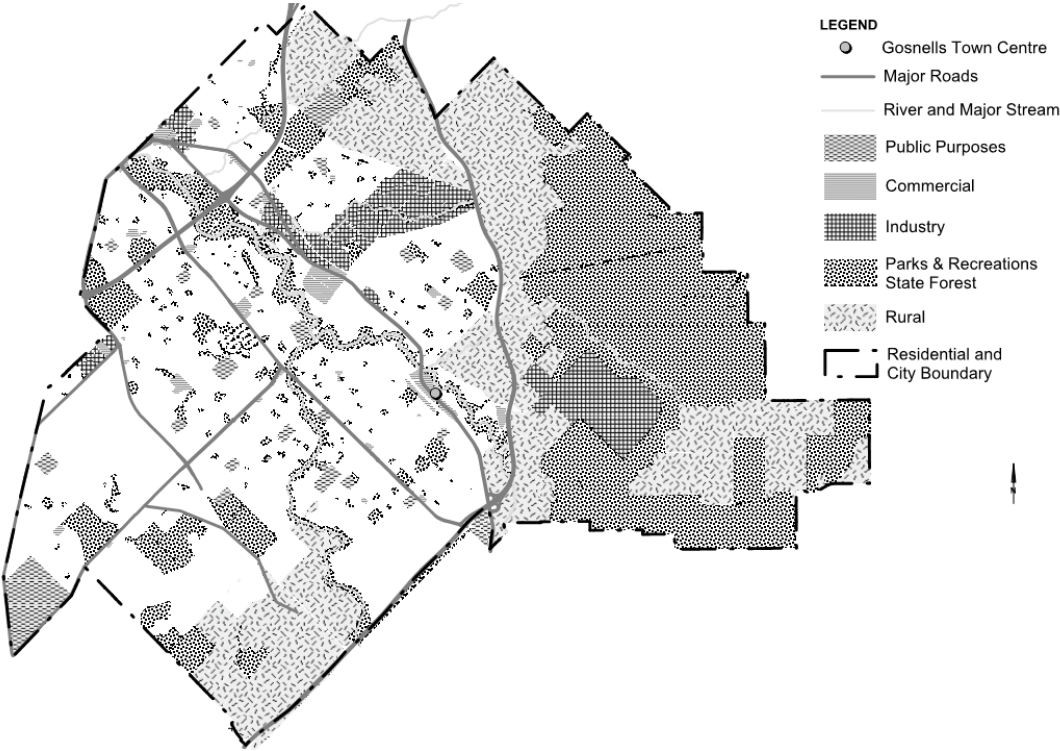 LEGEND
Gosnells Town Centre
Major Roads
River and Major Stream
Public Purposes
Commercial
Industry
Parks & Recreations
State Forest
Rural
Residential and
City Boundary
N